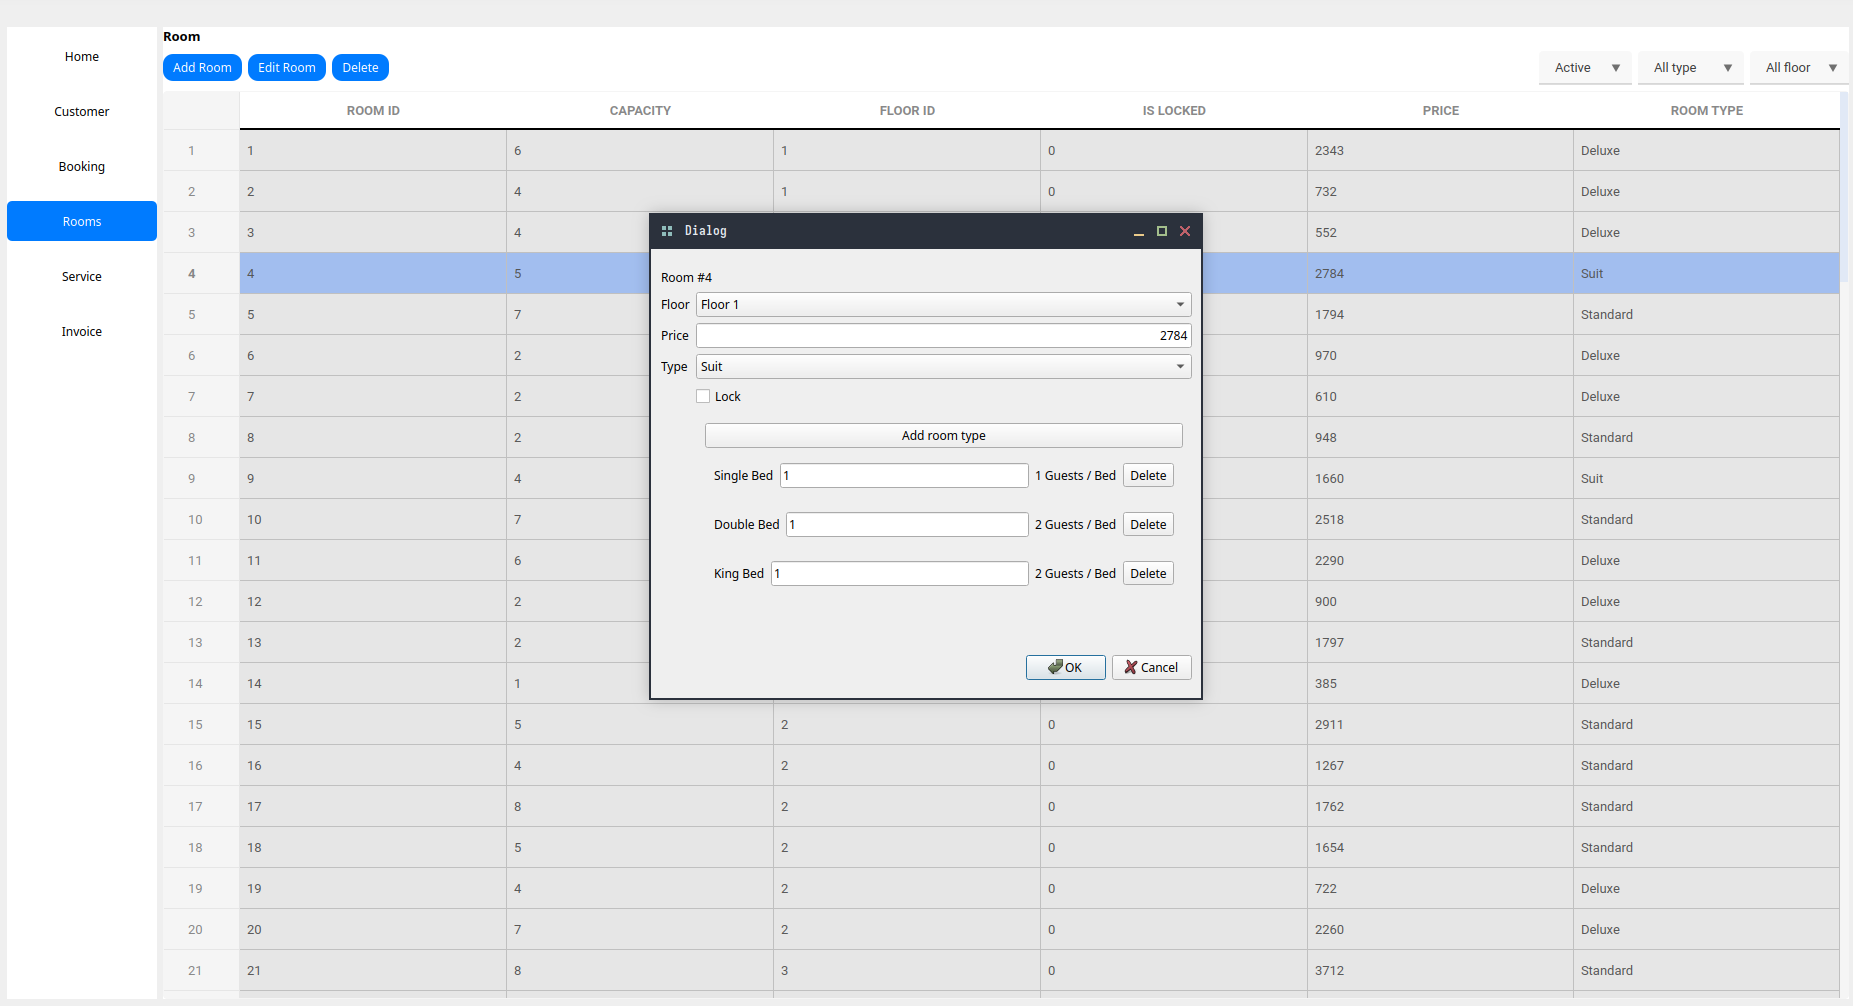 Room
Home
Customer
Booking
Rooms
Service
Invoice
Add Room Edit Room Delete
Active All type All floor
ROOM ID CAPACITY FLOOR ID IS LOCKED PRICE ROOM TYPE
1 1 6 1 0 2343 Deluxe
2 2 4 1 0 732 Deluxe
3 3 4 552 Deluxe
4 4 5 2784 Suit
5 5 7 1794 Standard
6 6 2 970 Deluxe
7 7 2 610 Deluxe
8 8 2 948 Standard
9 9 4 1660 Suit
10 10 7 2518 Standard
11 11 6 2290 Deluxe
12 12 2 900 Deluxe
13 13 2 1797 Standard
14 14 1 385 Deluxe
15 15 5 2 0 2911 Standard
16 16 4 2 0 1267 Standard
17 17 8 2 0 1762 Standard
18 18 5 2 0 1654 Standard
19 19 4 2 0 722 Deluxe
20 20 7 2 0 2260 Deluxe
21 21 8 3 0 3712 Standard
Dialog
Room #4
Floor Floor 1
Price 2784
Type Suit
Lock
Add room type
Single Bed 1 1 Guests / Bed Delete
Double Bed 1 2 Guests / Bed Delete
King Bed 1 2 Guests / Bed Delete
OK Cancel